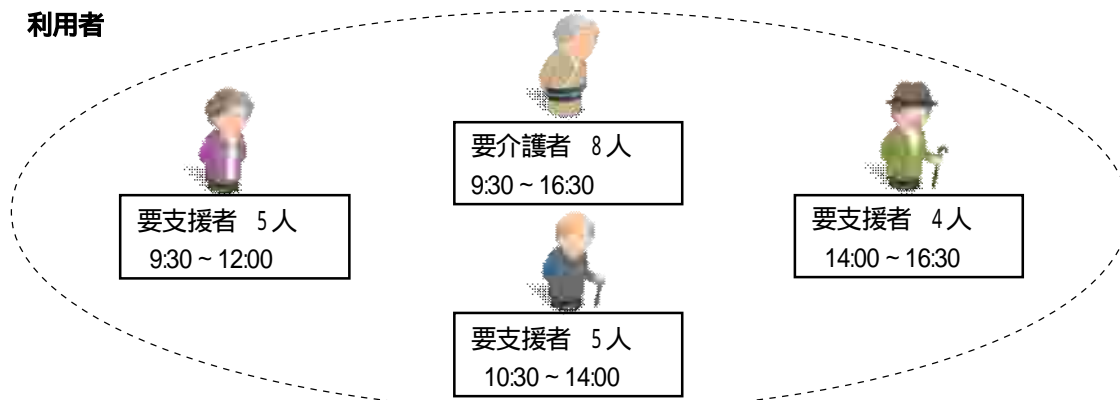 利用者
要介護者 8人
9:30 ~ 16:30
要支援者 5人
9:30 ~ 12:00
要支援者 4人
14:00 ~ 16:30
要支援者 5人
10:30 ~ 14:00